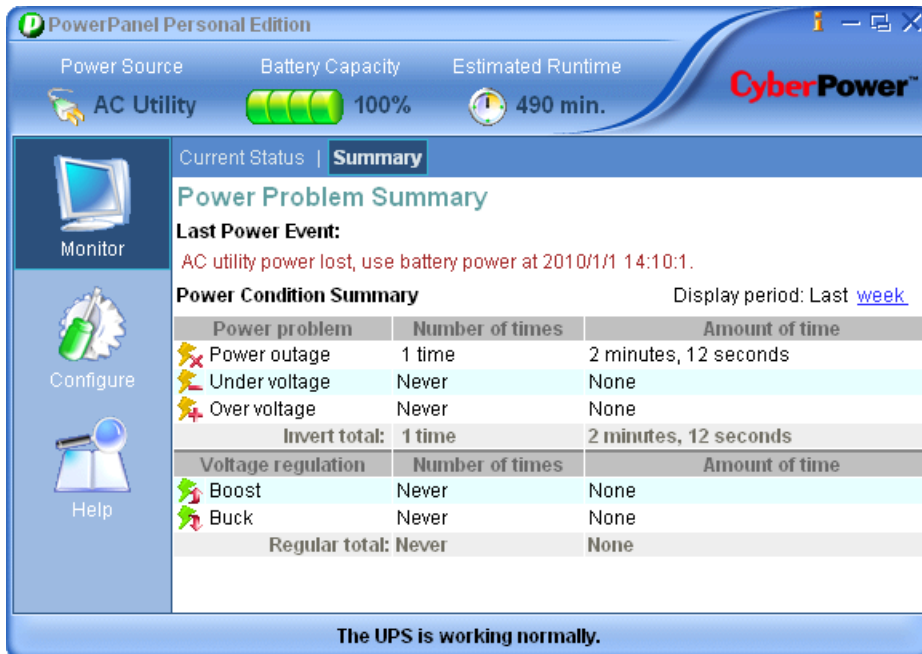 PowerPanel Personal Edition
Power Source Battery Capacity Estimated Runtime
AC Utility 100% 490 min.
CyberPower™
Current Status | Summary
Monitor
Configure
Help
Power Problem Summary
Last Power Event:
AC utility power lost, use battery power at 2010/1/1 14:10:1.
Power Condition Summary Display period: Last week
Power problem Number of times Amount of time
Power outage 1 time 2 minutes, 12 seconds
Under voltage Never None
Over voltage Never None
Invert total: 1 time 2 minutes, 12 seconds
Voltage regulation Number of times Amount of time
Boost Never None
Buck Never None
Regular total: Never None
The UPS is working normally.